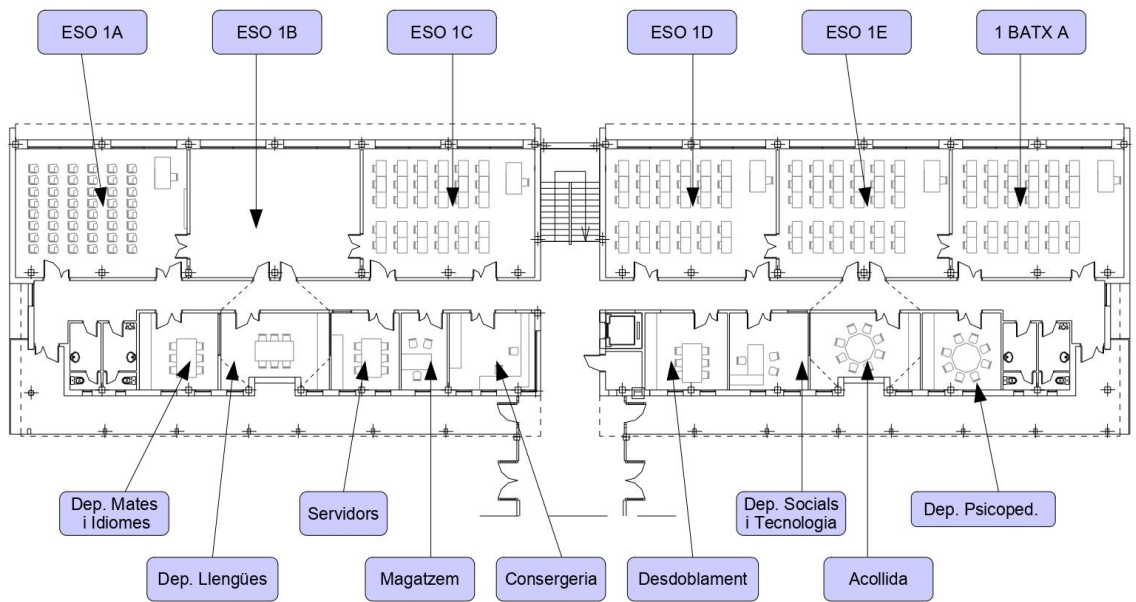 ESO 1A
ESO 1B
ESO 1C
ESO 1D
ESO 1E
1 BATX A
Dep. Mates
i Idiomes
Servidors
Dep. Socials
i Tecnologia
Dep. Psicoped.
Dep. Llengües
Magatzem
Consergeria
Desdoblament
Acollida